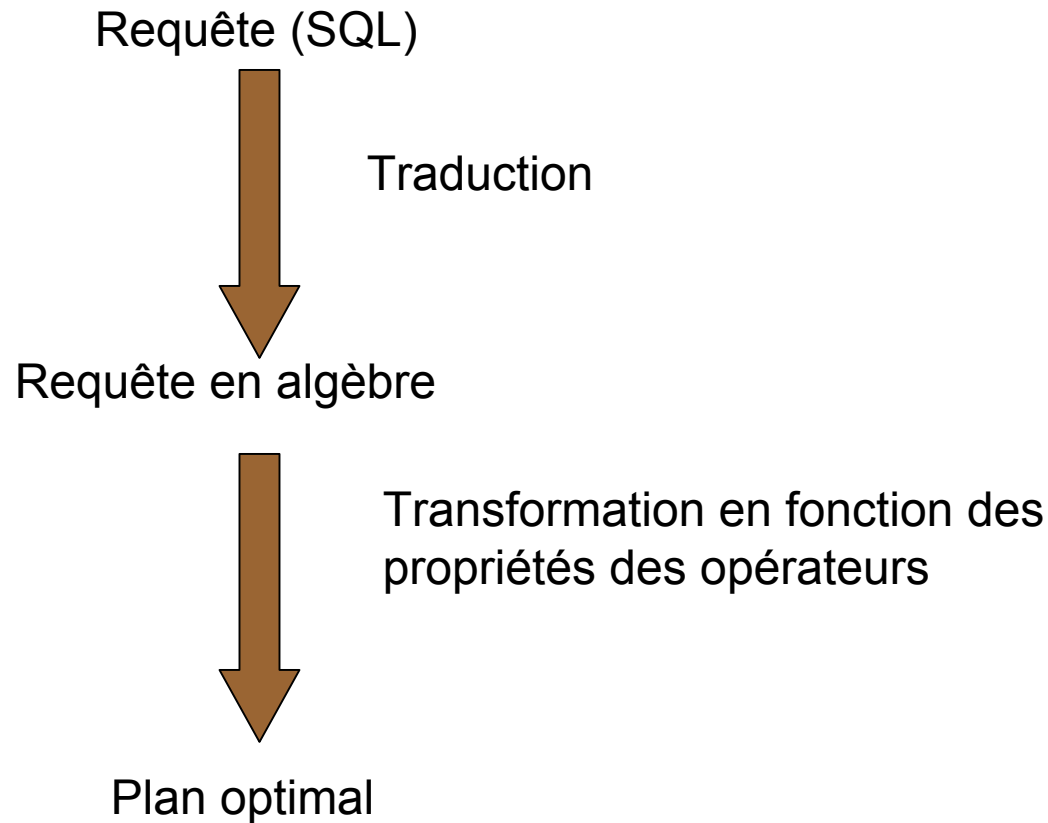 Requête (SQL)
Traduction
Requête en algèbre
Transformation en fonction des
propriétés des opérateurs
Plan optimal